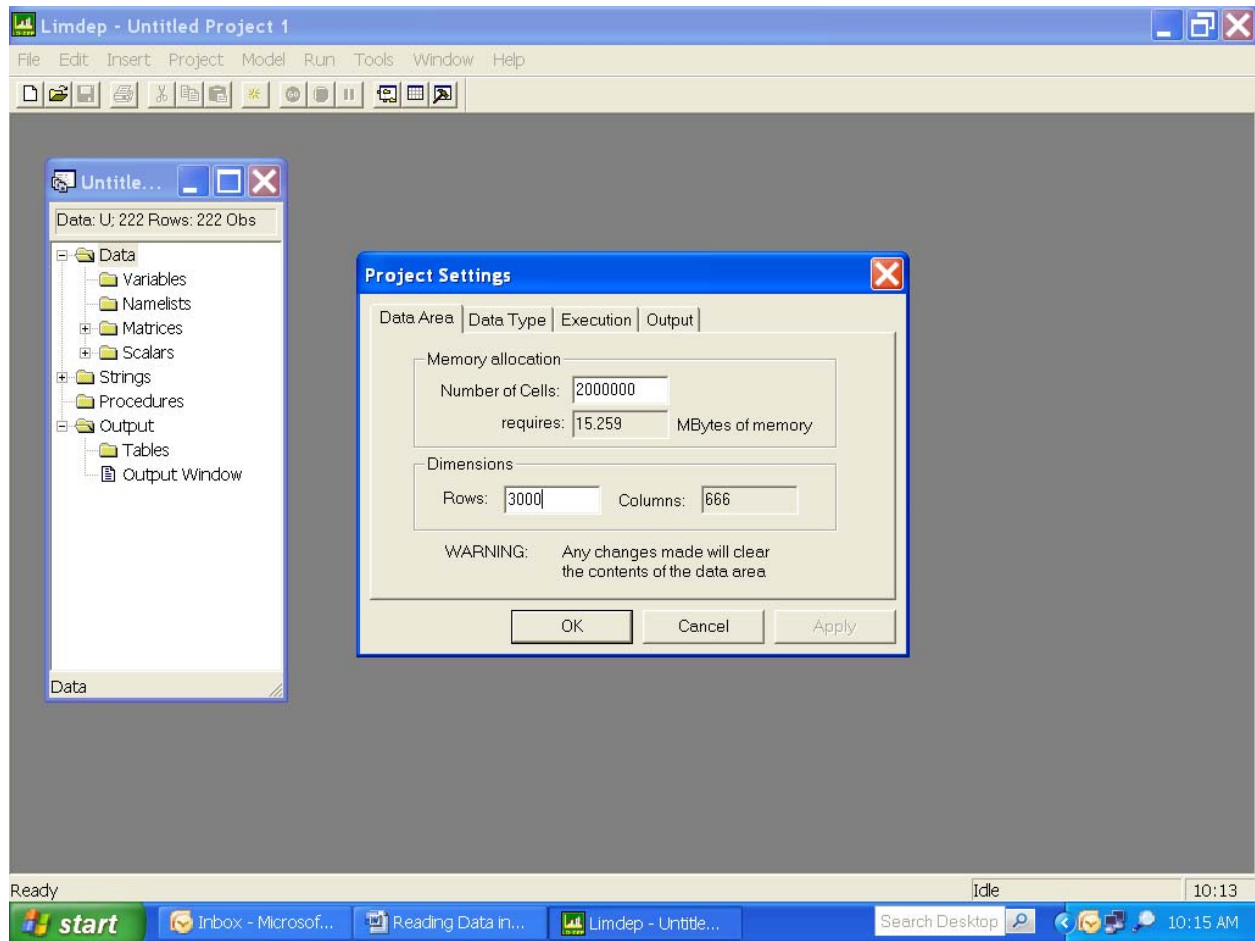 Limdep - Untitled Project 1
File Edit Insert Project Model Run Tools Window Help
Untitle...
Data: U; 222 Rows: 222 Obs
Data
Variables
Namelists
Matrices
Scalars
Strings
Procedures
Output
Tables
Output Window
Data
Project Settings
Data Area Data Type Execution Output
Memory allocation
Number of Cells: 2000000
requires: 15.259 MBytes of memory
Dimensions
Rows: 3000 Columns: 666
WARNING: Any changes made will clear
the contents of the data area
OK Cancel Apply
Ready Idle 10:13
start Inbox - Microsof... Reading Data in... Limdep - Untitle... Search Desktop 10:15 AM